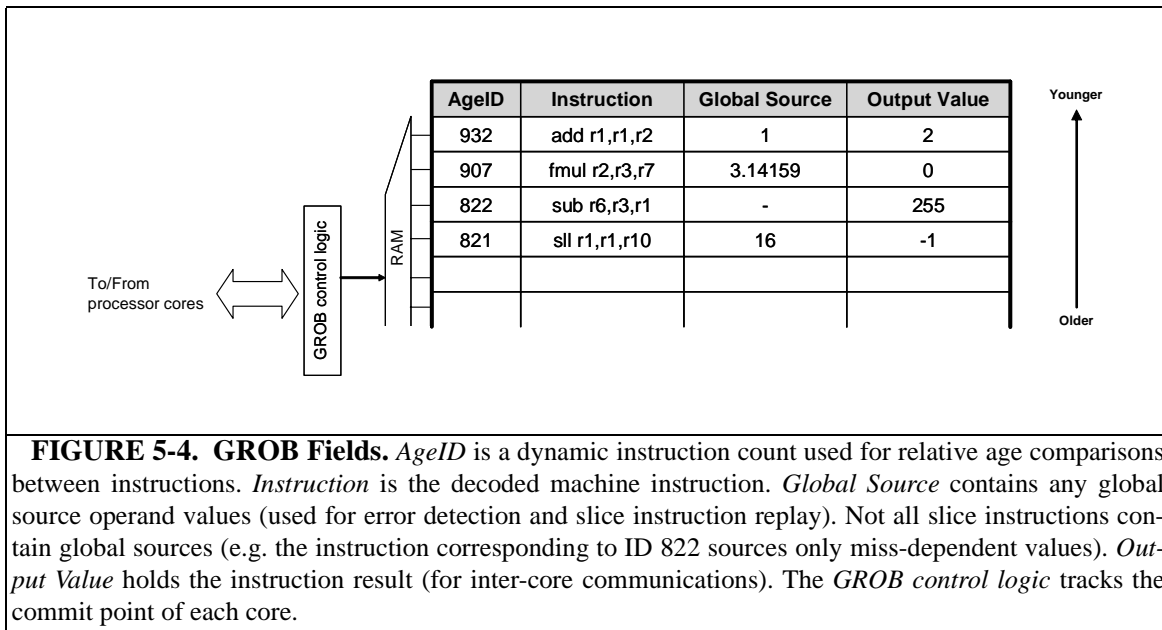 AgeID Instruction Global Source Output Value
932 add r1,r1,r2 1 2
907 fmul r2,r3,r7 3.14159 0
822 sub r6,r3,r1 - 255
821 sll r1,r1,r10 16 -1
Younger
Older
RAM
GROB control logic
To/From
processor cores
FIGURE 5-4. GROB Fields. AgeID is a dynamic instruction count used for relative age comparisons
between instructions. Instruction is the decoded machine instruction. Global Source contains any global
source operand values (used for error detection and slice instruction replay). Not all slice instructions con-
tain global sources (e.g. the instruction corresponding to ID 822 sources only miss-dependent values). Out-
put Value holds the instruction result (for inter-core communications). The GROB control logic tracks the
commit point of each core.